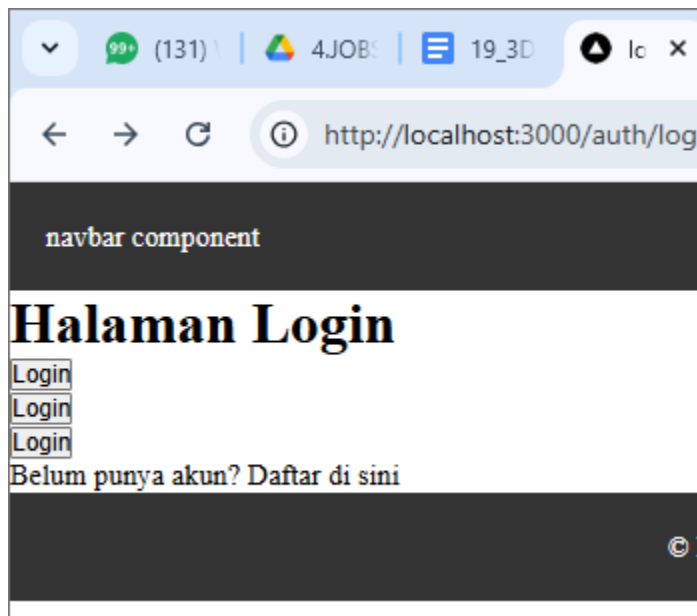 99+ (131) 4.JOBS 19_3D
http://localhost:3000/auth/log
navbar component
Halaman Login
Login
Login
Login
Belum punya akun? Daftar di sini
©